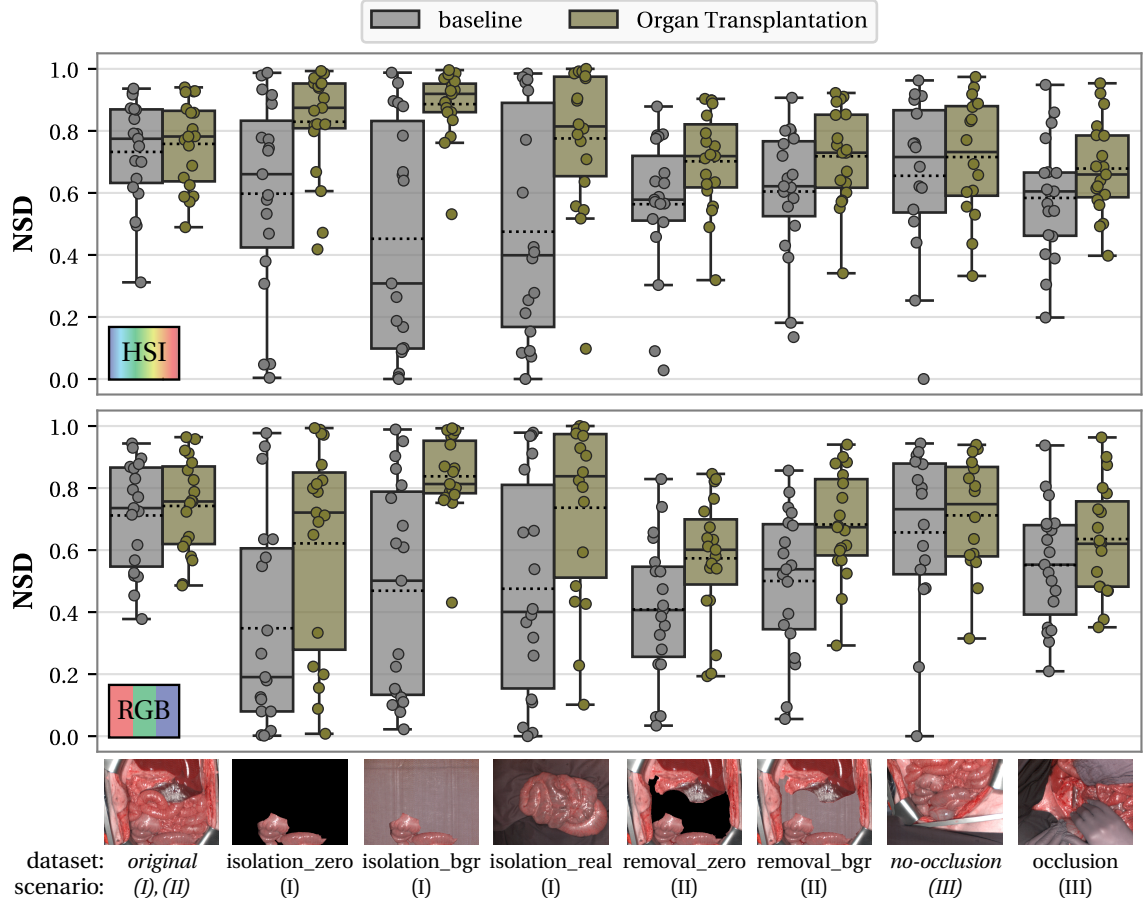 baseline Organ Transplantation
1.0
0.8
0.6
0.4
0.2
0.0
NSD
HSI
1.0
0.8
0.6
0.4
0.2
0.0
NSD
RGB
dataset: original isolation_zero isolation_bgr isolation_real removal_zero removal_bgr no-occlusion occlusion
scenario: (I), (II) (I) (I) (I) (II) (II) (III) (III)